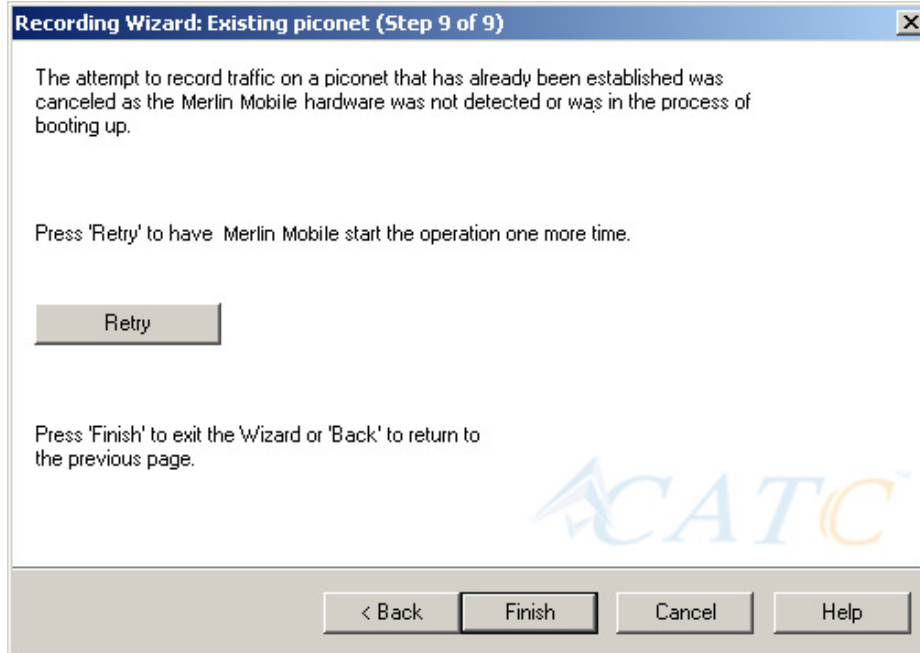 Recording Wizard: Existing piconet (Step 9 of 9)
The attempt to record traffic on a piconet that has already been established was
canceled as the Merlin Mobile hardware was not detected or was in the process of
booting up.
Press 'Retry' to have Merlin Mobile start the operation one more time.
Retry
Press 'Finish' to exit the Wizard or 'Back' to return to
the previous page.
CATC™
< Back Finish Cancel Help